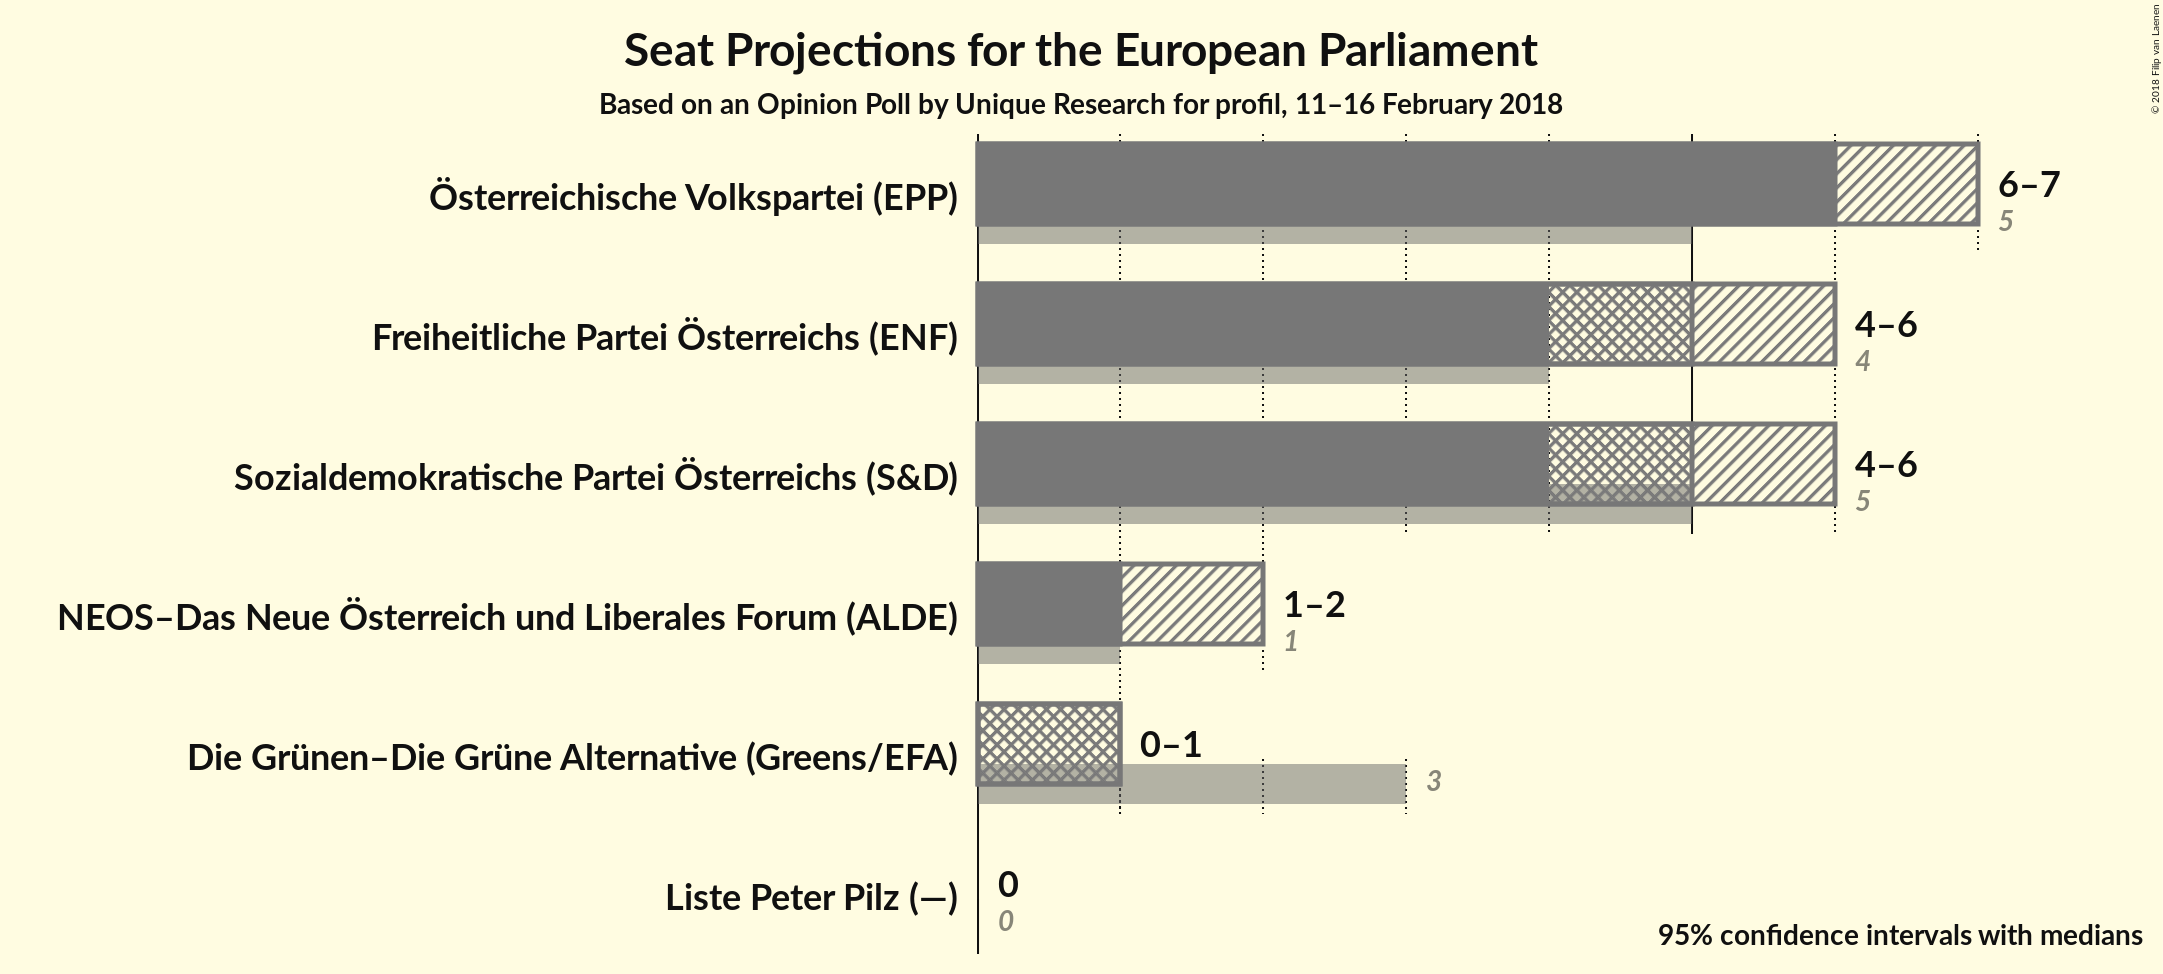 Seat Projections for the European Parliament
Based on an Opinion Poll by Unique Research for profil, 11–16 February 2018
© 2018 Filip van Laenen
Österreichische Volkspartei (EPP)
6–7
5
Freiheitliche Partei Österreichs (ENF)
4–6
4
Sozialdemokratische Partei Österreichs (S&D)
4–6
5
NEOS–Das Neue Österreich und Liberales Forum (ALDE)
1–2
1
Die Grünen–Die Grüne Alternative (Greens/EFA)
0–1
3
Liste Peter Pilz (—)
0
0
95% confidence intervals with medians